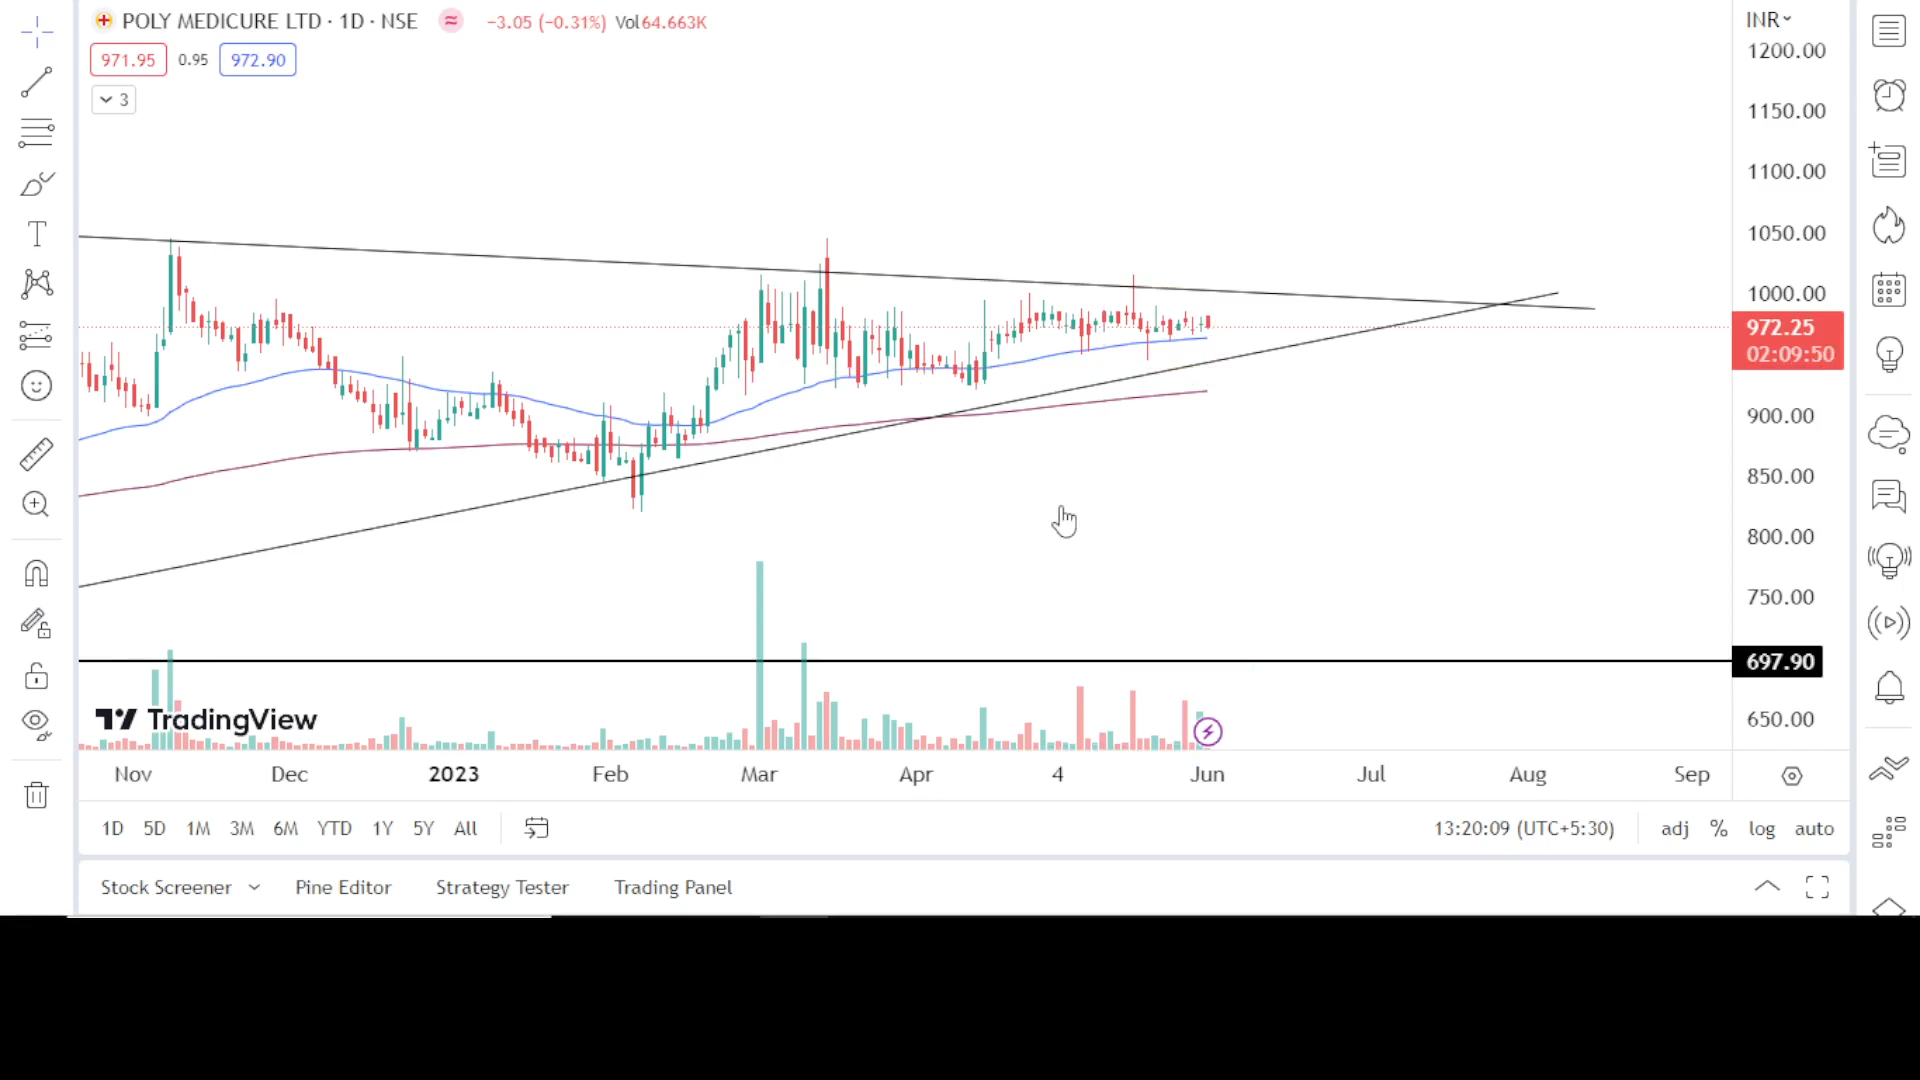 POLY MEDICURE LTD · 1D · NSE ≈ −3.05 (−0.31%) Vol64.663K
971.95 0.95 972.90
3
INR
1200.00
1150.00
1100.00
1050.00
1000.00
972.25
02:09:50
900.00
850.00
800.00
750.00
697.90
650.00
TradingView
Nov Dec 2023 Feb Mar Apr 4 Jun Jul Aug Sep
1D 5D 1M 3M 6M YTD 1Y 5Y All 13:20:09 (UTC+5:30) adj % log auto
Stock Screener Pine Editor Strategy Tester Trading Panel